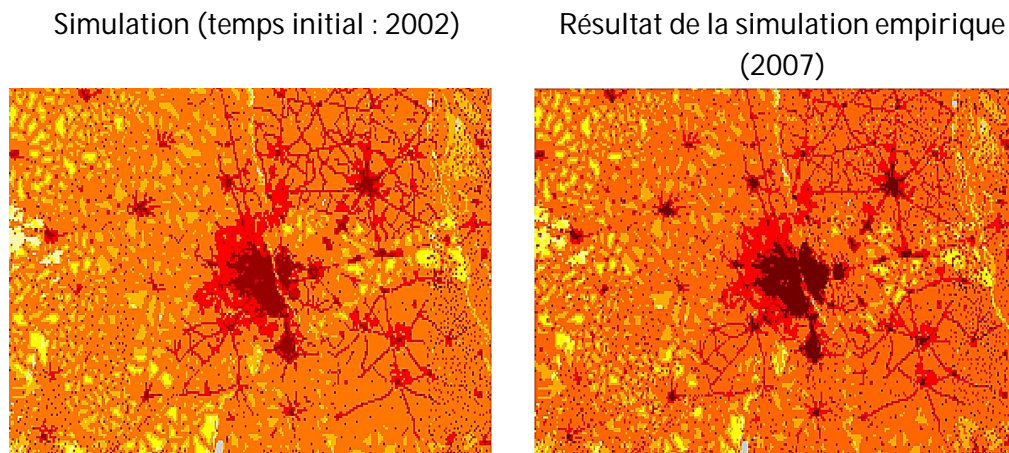 Simulation (temps initial : 2002)
Résultat de la simulation empirique
(2007)